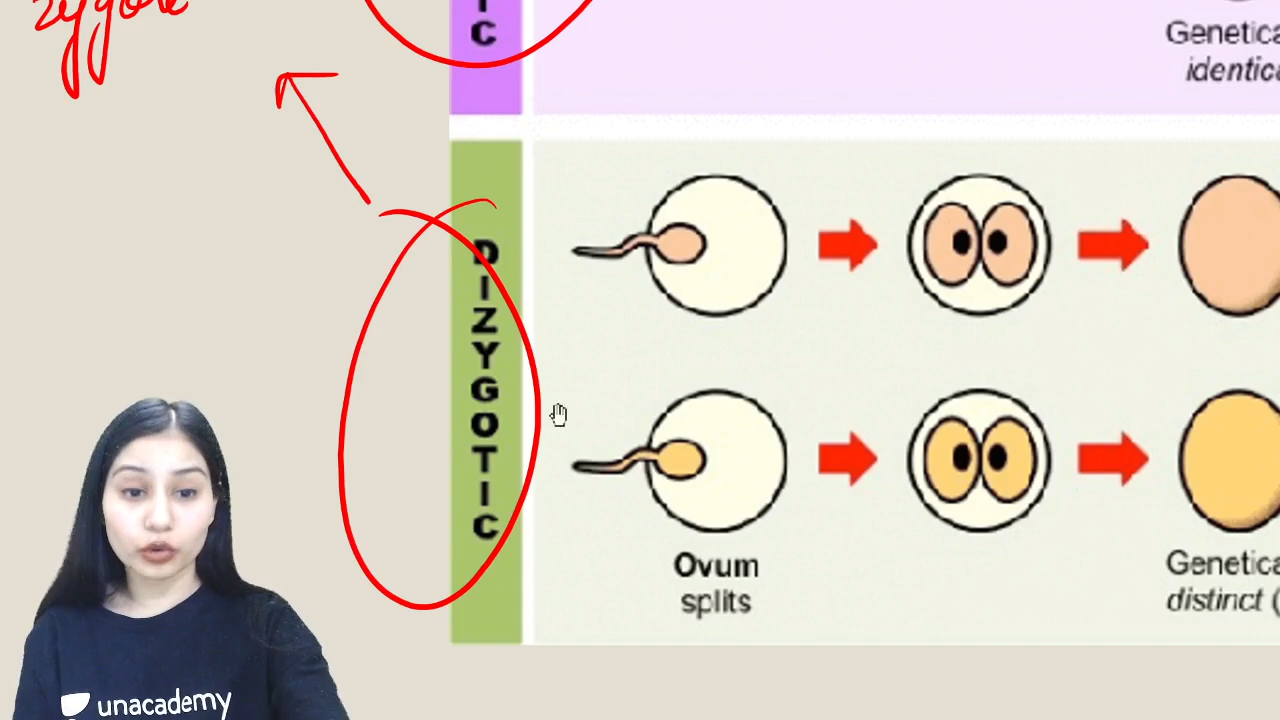 zygote
I
C
Genetica
identica
DIZYGOTIC
Ovum
splits
Genetica
distinct (
unacademy